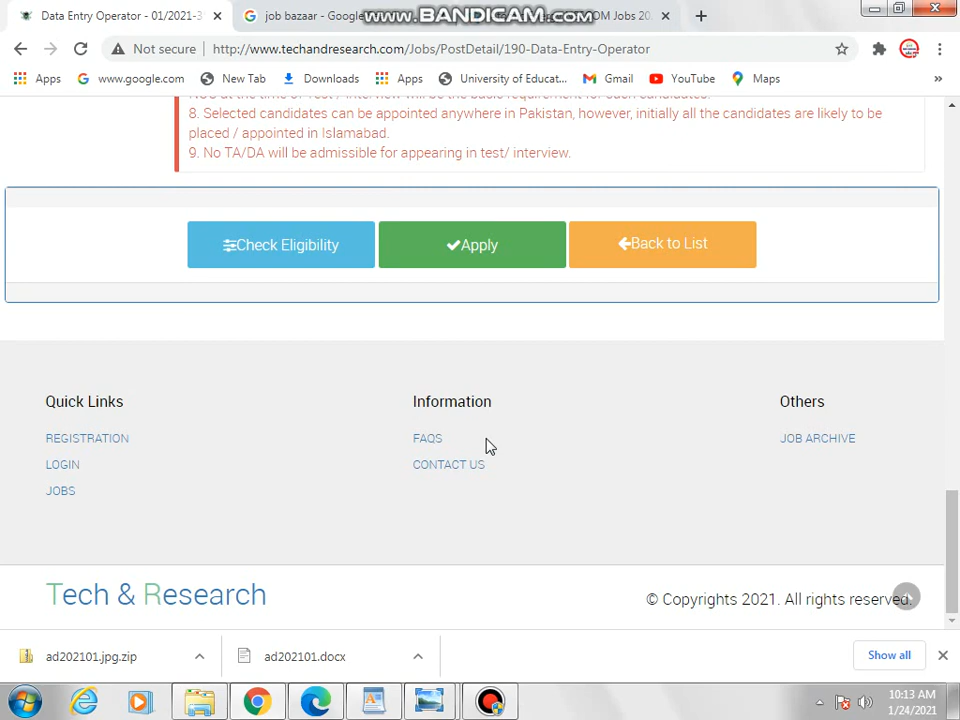 Data Entry Operator - 01/2021-3
job bazaar - Google
www.BANDICAM.com
OM Jobs 20
Not secure
http://www.techandresearch.com/Jobs/PostDetail/190-Data-Entry-Operator
Apps
www.google.com
New Tab
Downloads
Apps
University of Educat...
Gmail
YouTube
Maps
»
8. Selected candidates can be appointed anywhere in Pakistan, however, initially all the candidates are likely to be
placed / appointed in Islamabad.
9. No TA/DA will be admissible for appearing in test/ interview.
Check Eligibility
Apply
Back to List
Quick Links
Information
Others
REGISTRATION
FAQS
JOB ARCHIVE
LOGIN
CONTACT US
JOBS
Tech & Research
© Copyrights 2021. All rights reserved.
ad202101.jpg.zip
ad202101.docx
Show all
10:13 AM
1/24/2021